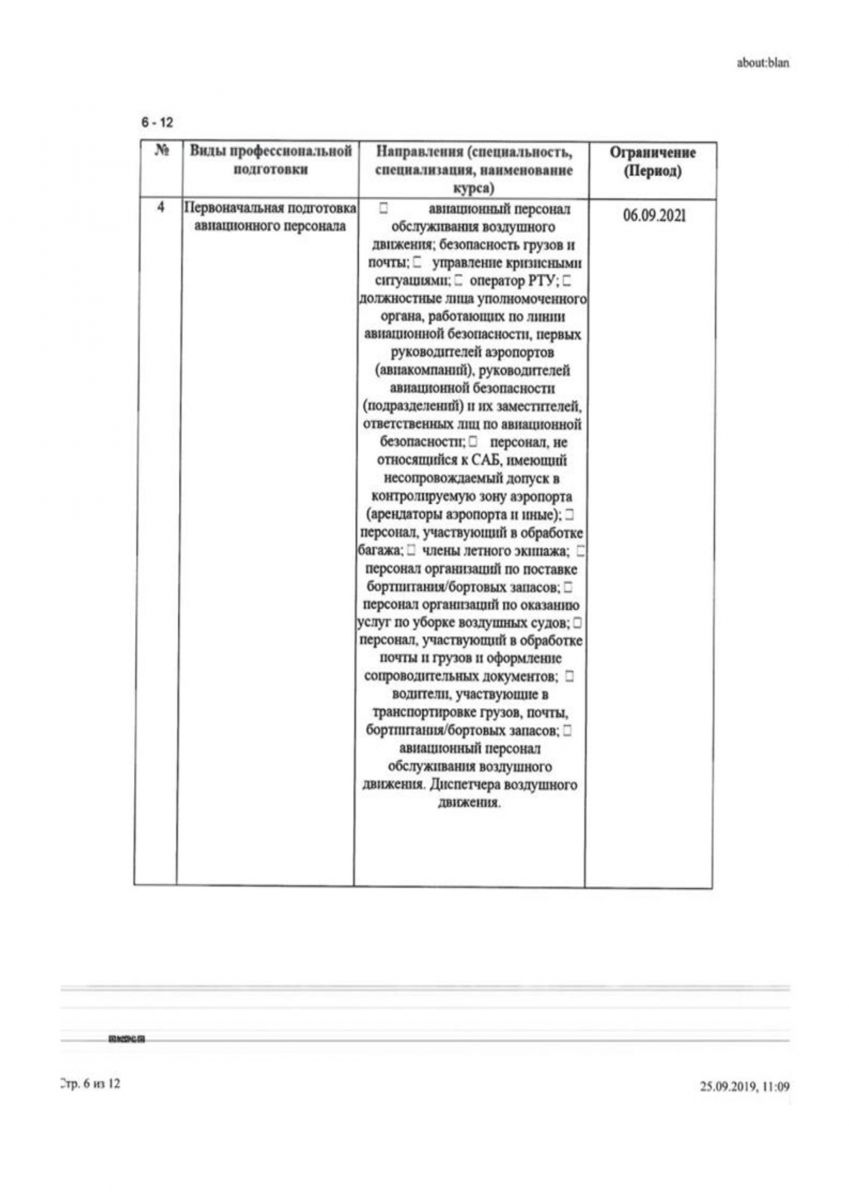 about:blan
6 - 12
№
Виды профессиональной
подготовки
Направления (специальность,
специализация, наименование
курса)
Ограничение
(Период)
4
Первоначальная подготовка
авиационного персонала
□ авиационный персонал
обслуживания воздушного
движения; безопасность грузов и
почты; □ управление кризисными
ситуациями; □ оператор РТУ; □
должностные лица уполномоченного
органа, работающих по линии
авиационной безопасности, первых
руководителей аэропортов
(авиакомпаний), руководителей
авиационной безопасности
(подразделений) и их заместителей,
ответственных лиц по авиационной
безопасности; □ персонал, не
относящийся к САБ, имеющий
несопровождаемый допуск в
контролируемую зону аэропорта
(арендаторы аэропорта и иные); □
персонал, участвующий в обработке
багажа; □ члены летного экипажа; □
персонал организаций по поставке
бортпитания/бортовых запасов; □
персонал организаций по оказанию
услуг по уборке воздушных судов; □
персонал, участвующий в обработке
почты и грузов и оформление
сопроводительных документов; □
водители, участвующие в
транспортировке грузов, почты,
бортпитания/бортовых запасов; □
авиационный персонал
обслуживания воздушного
движения. Диспетчера воздушного
движения.
06.09.2021
Стр. 6 из 12
25.09.2019, 11:09